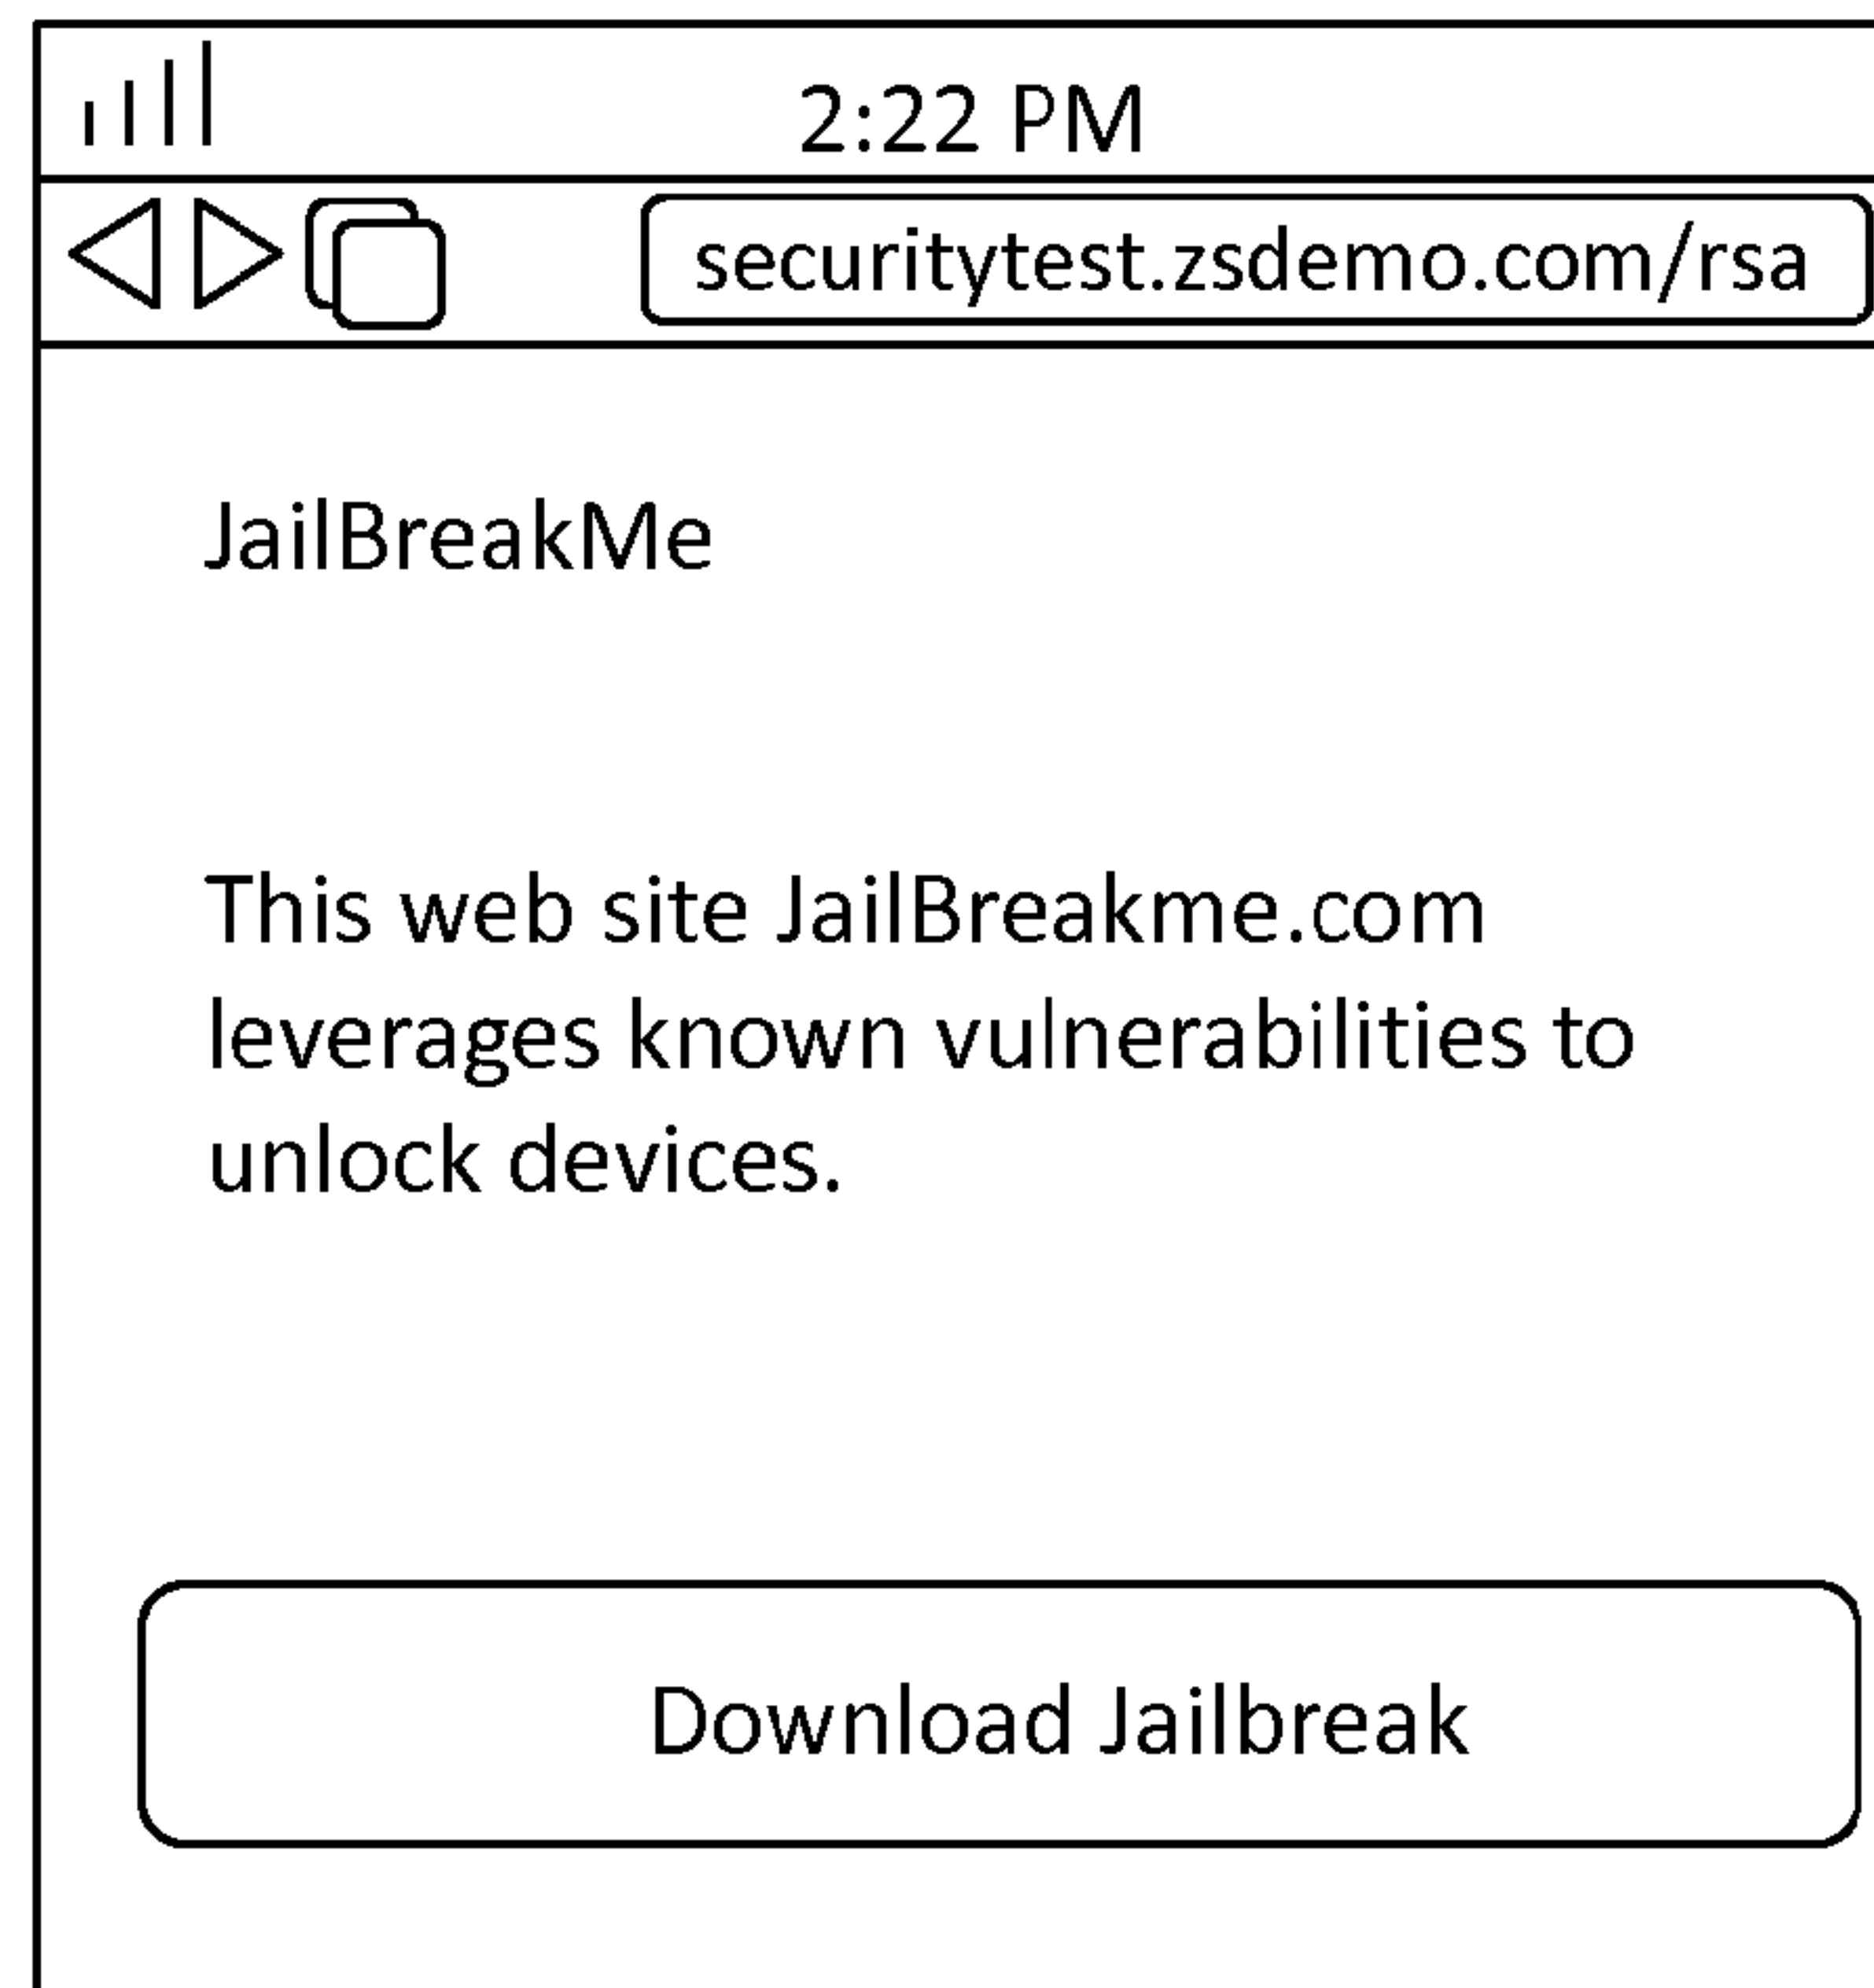 2:22 PM
securitytest.zsdemo.com/rsa
JailBreakMe
This web site JailBreakme.com
leverages known vulnerabilities to
unlock devices.
Download Jailbreak